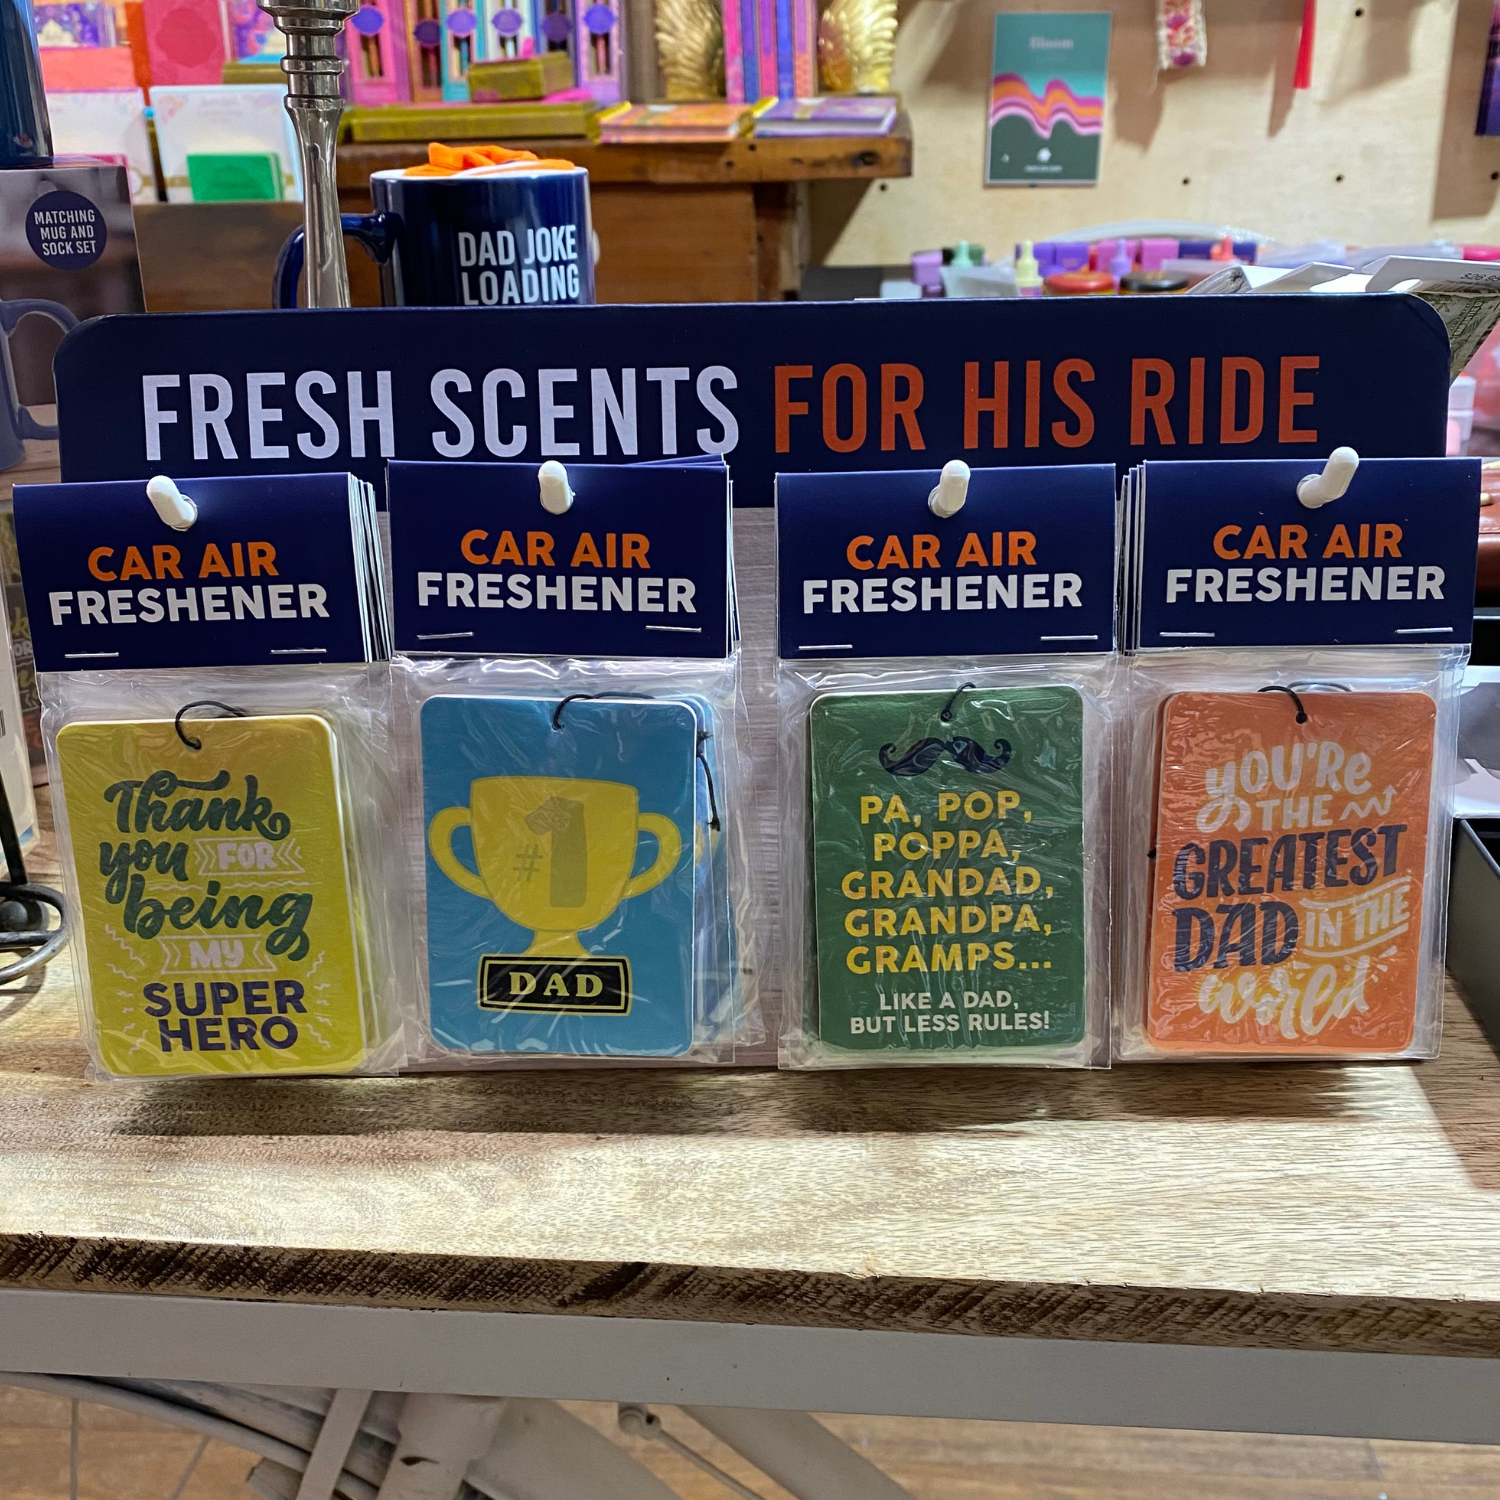 Bloom
MATCHING
MUG AND
SOCK SET
DAD JOKE
LOADING
FRESH SCENTS FOR HIS RIDE
CAR AIR
FRESHENER
Thank
you FOR
being
MY
SUPER
HERO
CAR AIR
FRESHENER
#1
DAD
CAR AIR
FRESHENER
PA, POP,
POPPA,
GRANDAD,
GRANDPA,
GRAMPS...
LIKE A DAD,
BUT LESS RULES!
CAR AIR
FRESHENER
YOU'Re
THE
GREATEST
DAD IN THE
world